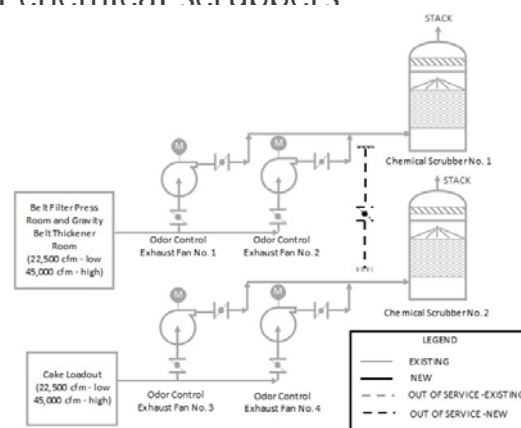 chemical scrubbers
STACK
M
M
Chemical Scrubber No. 1
STACK
Belt Filter Press
Room and Gravity
Belt Thickener
Room
(22,500 cfm - low
45,000 cfm - high)
Odor Control
Exhaust Fan No. 1
Odor Control
Exhaust Fan No. 2
M
M
Chemical Scrubber No. 2
Cake Loadout
(22,500 cfm - low
45,000 cfm - high)
Odor Control
Exhaust Fan No. 3
Odor Control
Exhaust Fan No. 4
LEGEND
EXISTING
NEW
OUT OF SERVICE -EXISTING
OUT OF SERVICE -NEW